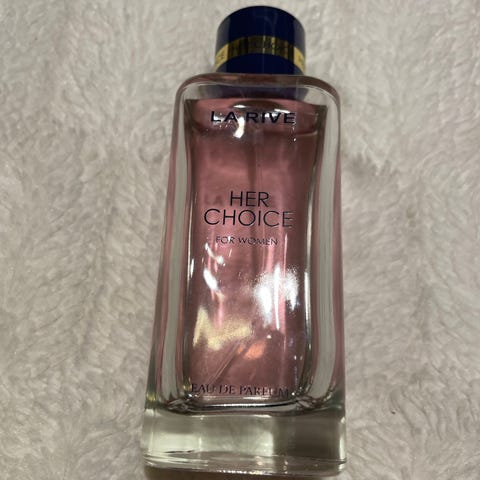 LA RIVE
HER
CHOICE
FOR WOMEN
EAU DE PARFUM